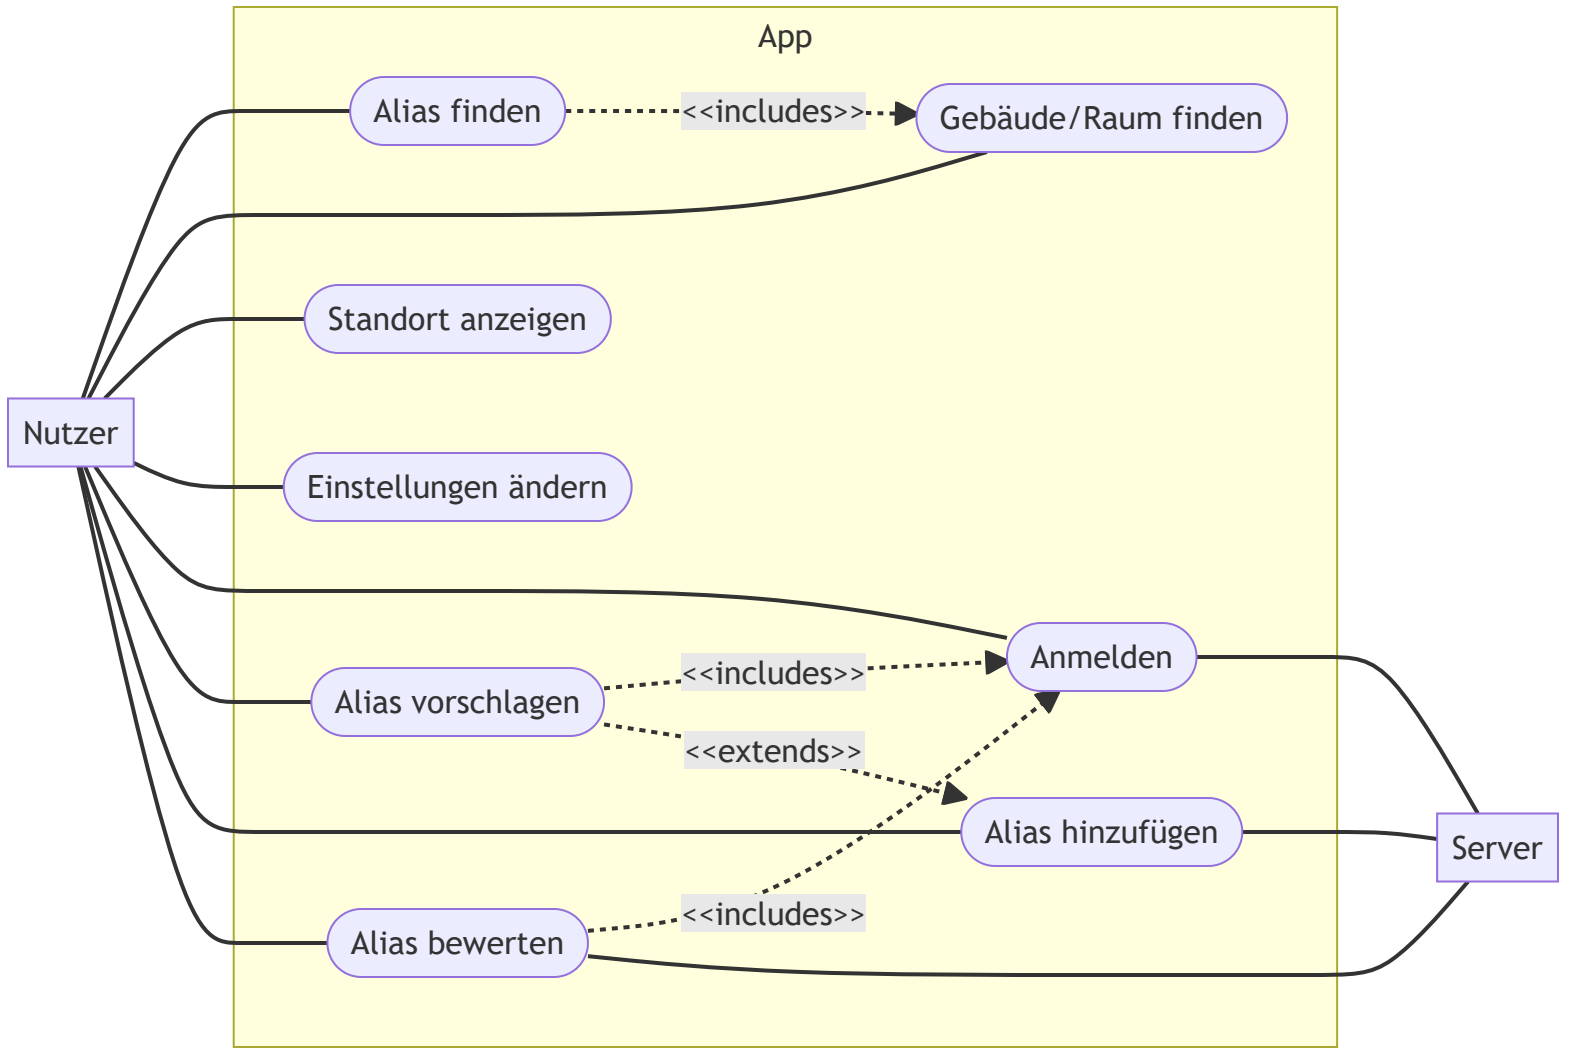 App
Alias finden
<<includes>>
Gebäude/Raum finden
Standort anzeigen
Nutzer
Einstellungen ändern
Anmelden
<<includes>>
Alias vorschlagen
<<extends>>
Alias hinzufügen
Server
<<includes>>
Alias bewerten